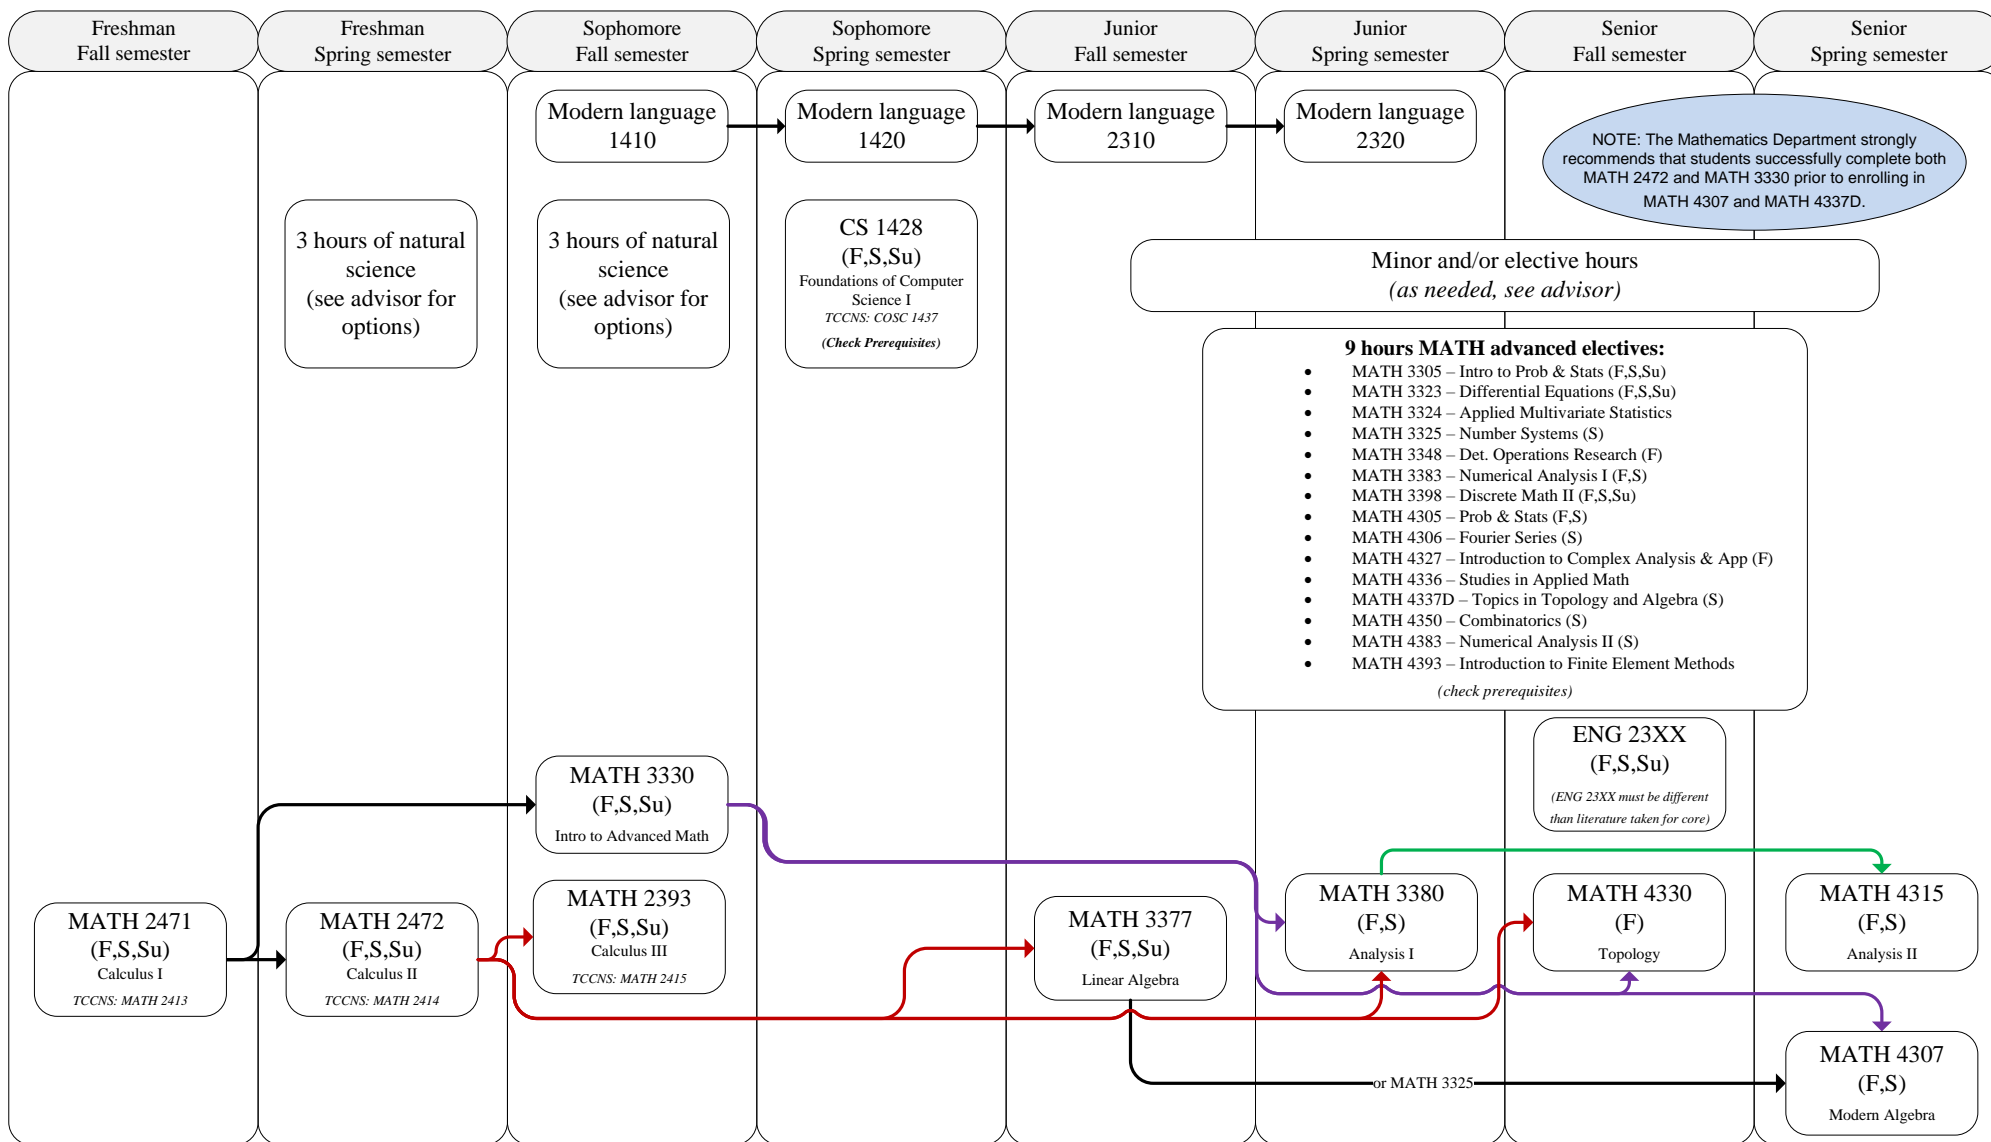 Freshman
Fall semester
Freshman
Spring semester
Sophomore
Fall semester
Sophomore
Spring semester
Junior
Fall semester
Junior
Spring semester
Senior
Fall semester
Senior
Spring semester
Modern language
1410
Modern language
1420
Modern language
2310
Modern language
2320
NOTE: The Mathematics Department strongly
recommends that students successfully complete both
MATH 2472 and MATH 3330 prior to enrolling in
MATH 4307 and MATH 4337D.
3 hours of natural
science
(see advisor for
options)
3 hours of natural
science
(see advisor for
options)
CS 1428
(F,S,Su)
Foundations of Computer
Science I
TCCNS: COSC 1437
(Check Prerequisites)
Minor and/or elective hours
(as needed, see advisor)
9 hours MATH advanced electives:
• MATH 3305 – Intro to Prob & Stats (F,S,Su)
• MATH 3323 – Differential Equations (F,S,Su)
• MATH 3324 – Applied Multivariate Statistics
• MATH 3325 – Number Systems (S)
• MATH 3348 – Det. Operations Research (F)
• MATH 3383 – Numerical Analysis I (F,S)
• MATH 3398 – Discrete Math II (F,S,Su)
• MATH 4305 – Prob & Stats (F,S)
• MATH 4306 – Fourier Series (S)
• MATH 4327 – Introduction to Complex Analysis & App (F)
• MATH 4336 – Studies in Applied Math
• MATH 4337D – Topics in Topology and Algebra (S)
• MATH 4350 – Combinatorics (S)
• MATH 4383 – Numerical Analysis II (S)
• MATH 4393 – Introduction to Finite Element Methods
(check prerequisites)
ENG 23XX
(F,S,Su)
(ENG 23XX must be different
than literature taken for core)
MATH 3330
(F,S,Su)
Intro to Advanced Math
MATH 2471
(F,S,Su)
Calculus I
TCCNS: MATH 2413
MATH 2472
(F,S,Su)
Calculus II
TCCNS: MATH 2414
MATH 2393
(F,S,Su)
Calculus III
TCCNS: MATH 2415
MATH 3377
(F,S,Su)
Linear Algebra
MATH 3380
(F,S)
Analysis I
MATH 4330
(F)
Topology
MATH 4315
(F,S)
Analysis II
or MATH 3325
MATH 4307
(F,S)
Modern Algebra